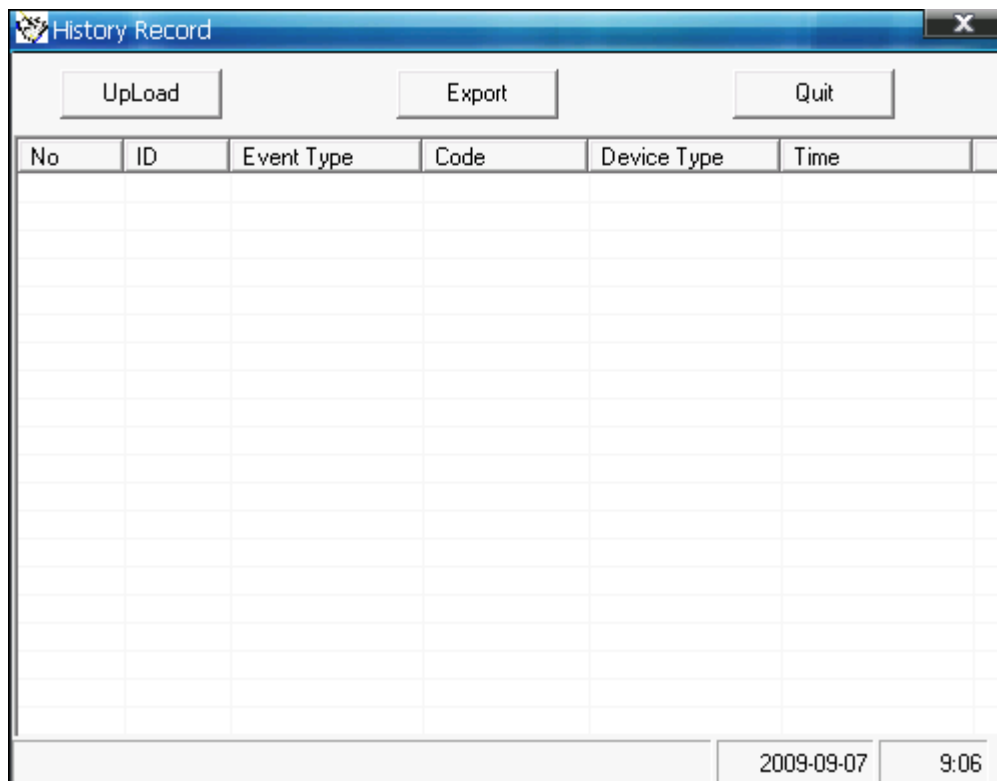 History Record
X
UpLoad Export Quit
No ID Event Type Code Device Type Time
2009-09-07 9:06